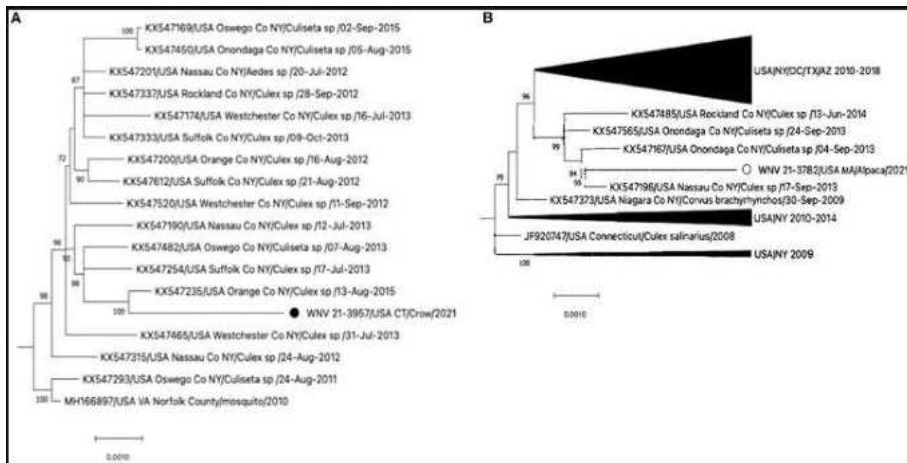 A
KX547169/USA Oswego Co NY/Culiseta sp /02-Sep-2015
100
KX547450/USA Onondaga Co NY/Culiseta sp /05-Aug-2015
87
KX547201/USA Nassau Co NY/Aedes sp /20-Jul-2012
KX547337/USA Rockland Co NY/Culex sp /28-Sep-2012
KX547174/USA Westchester Co NY/Culex sp /16-Jul-2013
KX547333/USA Suffolk Co NY/Culex sp /09-Oct-2013
72
KX547200/USA Orange Co NY/Culex sp /16-Aug-2012
90
KX547612/USA Suffolk Co NY/Culex sp /21-Aug-2012
KX547520/USA Westchester Co NY/Culex sp /11-Sep-2012
KX547190/USA Nassau Co NY/Culex sp /12-Jul-2013
96
KX547482/USA Oswego Co NY/Culiseta sp /07-Aug-2013
KX547254/USA Suffolk Co NY/Culex sp /17-Jul-2013
98
KX547235/USA Orange Co NY/Culex sp /13-Aug-2015
98
100
WNV 21-3957/USA CT/Crow/2021
KX547465/USA Westchester Co NY/Culex sp /31-Jul-2013
KX547315/USA Nassau Co NY/Culex sp /24-Aug-2012
KX547293/USA Oswego Co NY/Culiseta sp /24-Aug-2011
100
MH166897/USA VA Norfolk County/mosquito/2010
0.0010
B
USA/NY/DC/TX/AZ 2010-2018
96
KX547485/USA Rockland Co NY/Culex sp /13-Jun-2014
KX547565/USA Onondaga Co NY/Culiseta sp /24-Sep-2013
99
KX547167/USA Onondaga Co NY/Culiseta sp /04-Sep-2013
94
WNV 21-3782/USA MA/Alpaca/2021
79
KX547196/USA Nassau Co NY/Culex sp /17-Sep-2013
KX547373/USA Niagara Co NY/Corvus brachyrhynchos/30-Sep-2009
USA/NY 2010-2014
JF920747/USA Connecticut/Culex salinarius/2008
USA/NY 2009
100
0.0010